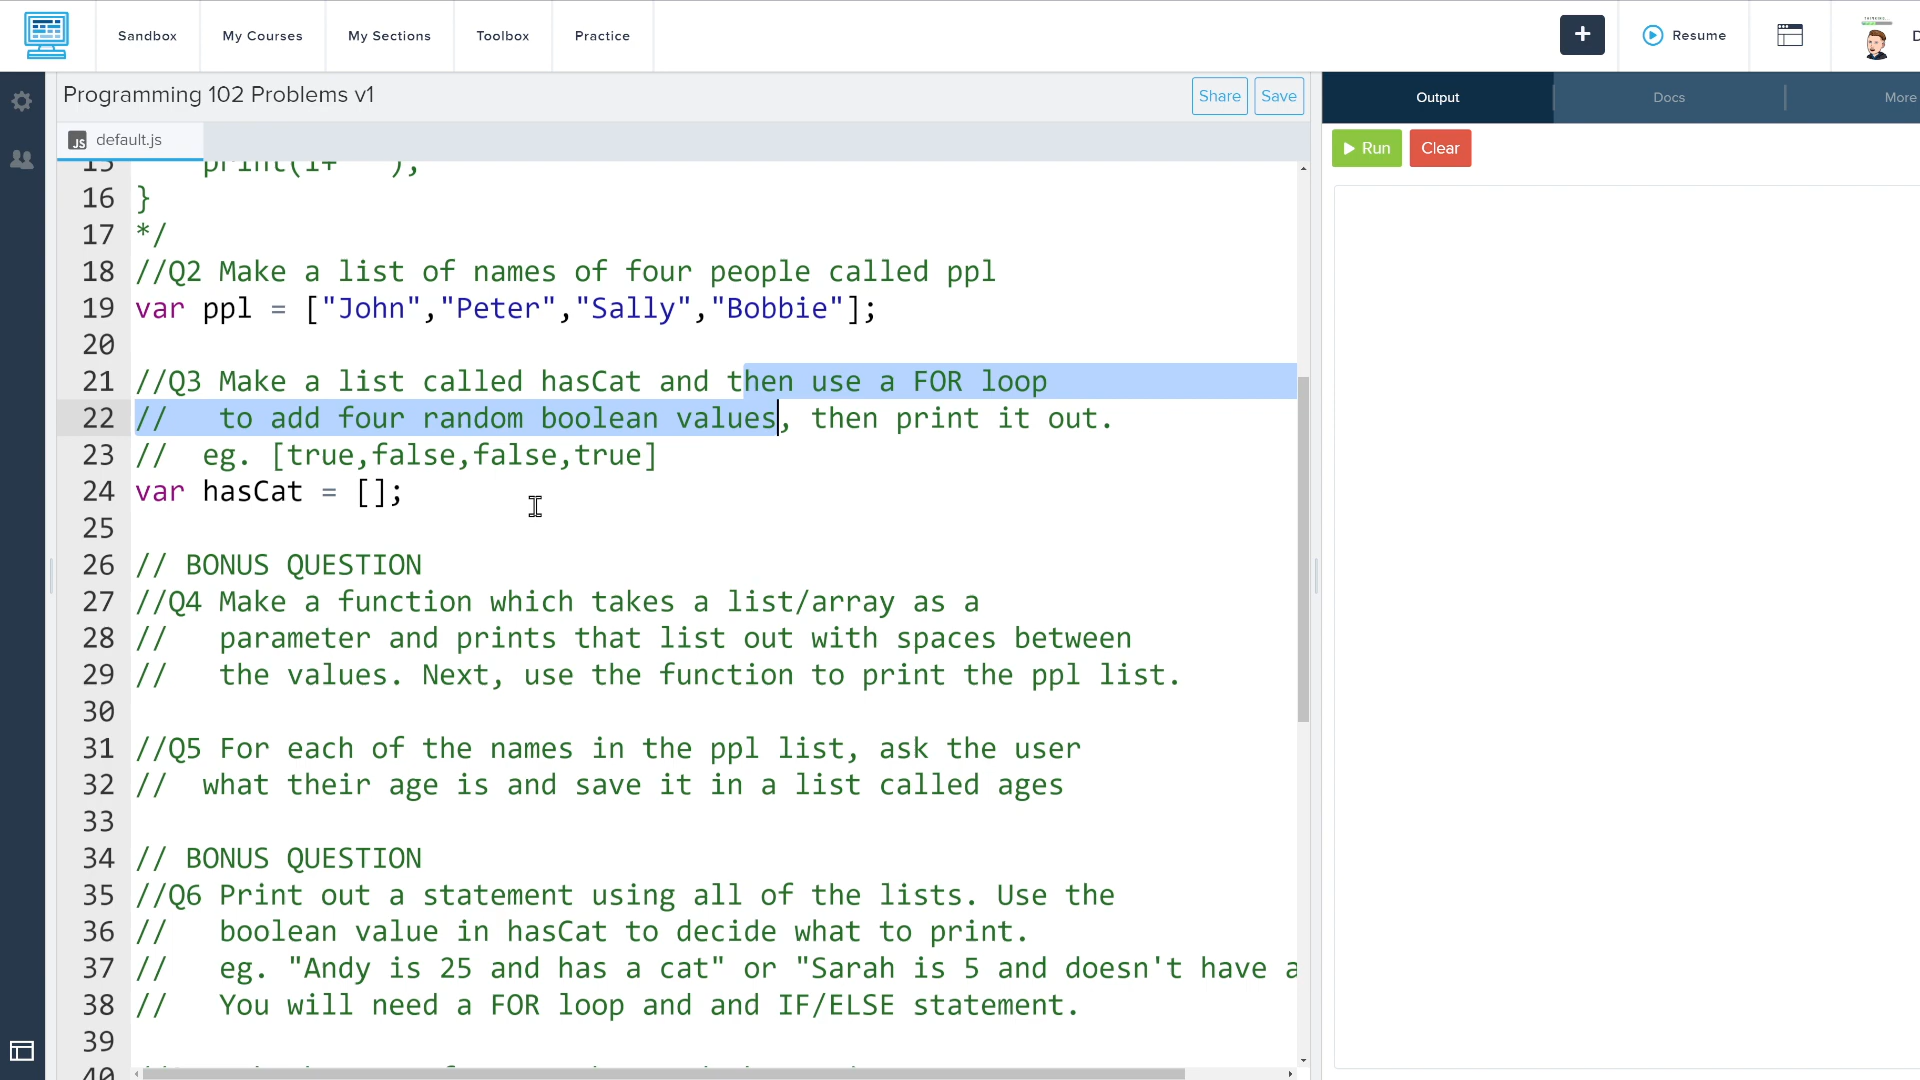 Sandbox
My Courses
My Sections
Toolbox
Practice
+
Resume
Programming 102 Problems v1
Share
Save
Output
Docs
More
JS default.js
Run
Clear
15
16 }
17 */
18 //Q2 Make a list of names of four people called ppl
19 var ppl = ["John","Peter","Sally","Bobbie"];
20
21 //Q3 Make a list called hasCat and then use a FOR loop
22 //   to add four random boolean values, then print it out.
23 //  eg. [true,false,false,true]
24 var hasCat = [];
25
26 // BONUS QUESTION
27 //Q4 Make a function which takes a list/array as a
28 //   parameter and prints that list out with spaces between
29 //   the values. Next, use the function to print the ppl list.
30
31 //Q5 For each of the names in the ppl list, ask the user
32 //  what their age is and save it in a list called ages
33
34 // BONUS QUESTION
35 //Q6 Print out a statement using all of the lists. Use the
36 //   boolean value in hasCat to decide what to print.
37 //   eg. "Andy is 25 and has a cat" or "Sarah is 5 and doesn't have a
38 //   You will need a FOR loop and and IF/ELSE statement.
39
40